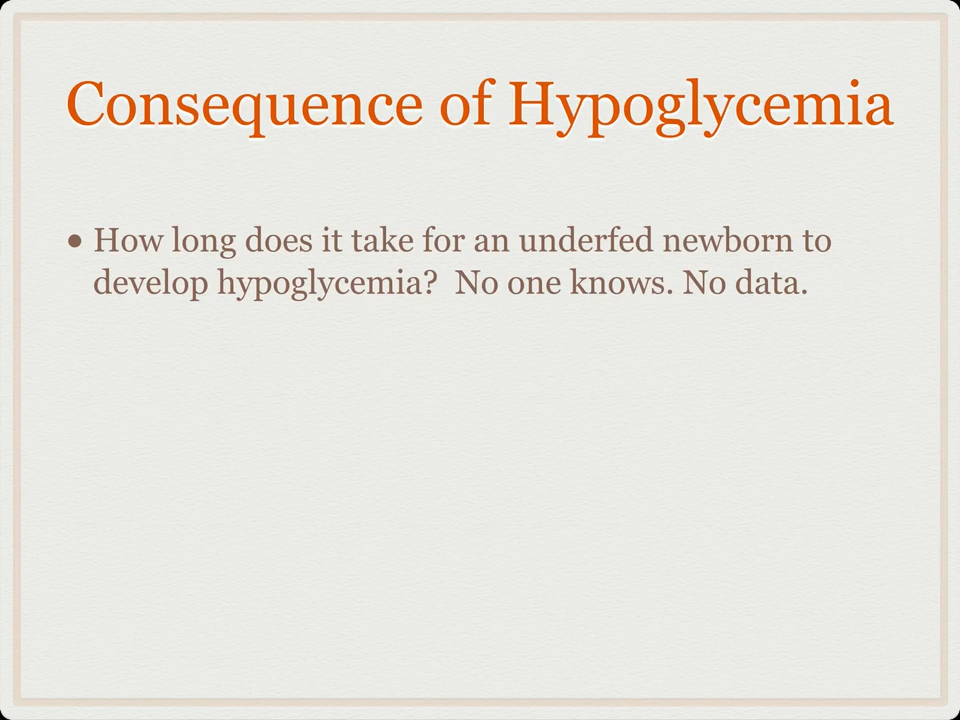 Consequence of Hypoglycemia
• How long does it take for an underfed newborn to
develop hypoglycemia?  No one knows. No data.